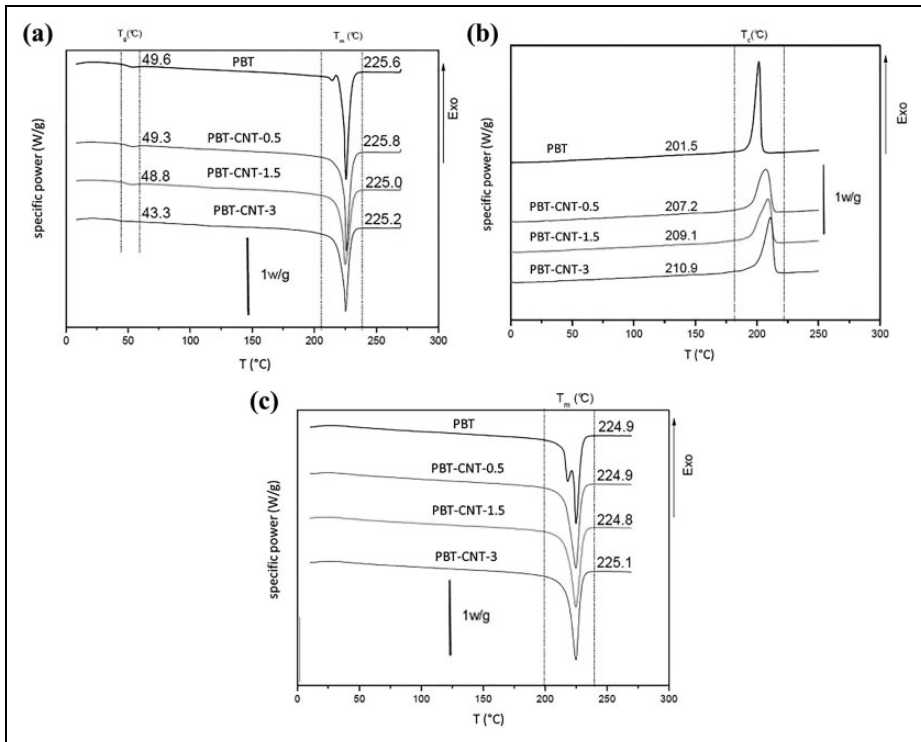 (a)
Tg(°C)
Tm (°C)
49.6
PBT
225.6
Exo
49.3
PBT-CNT-0.5
225.8
48.8
PBT-CNT-1.5
225.0
43.3
PBT-CNT-3
225.2
1w/g
specific power (W/g)
0 50 100 150 200 250 300
T (°C)
(b)
Tc(°C)
Exo
PBT
201.5
1w/g
PBT-CNT-0.5
207.2
PBT-CNT-1.5
209.1
PBT-CNT-3
210.9
specific power (W/g)
0 50 100 150 200 250 300
T (°C)
(c)
Tm (°C)
PBT
224.9
Exo
PBT-CNT-0.5
224.9
PBT-CNT-1.5
224.8
PBT-CNT-3
225.1
1w/g
specific power (W/g)
0 50 100 150 200 250 300
T (°C)